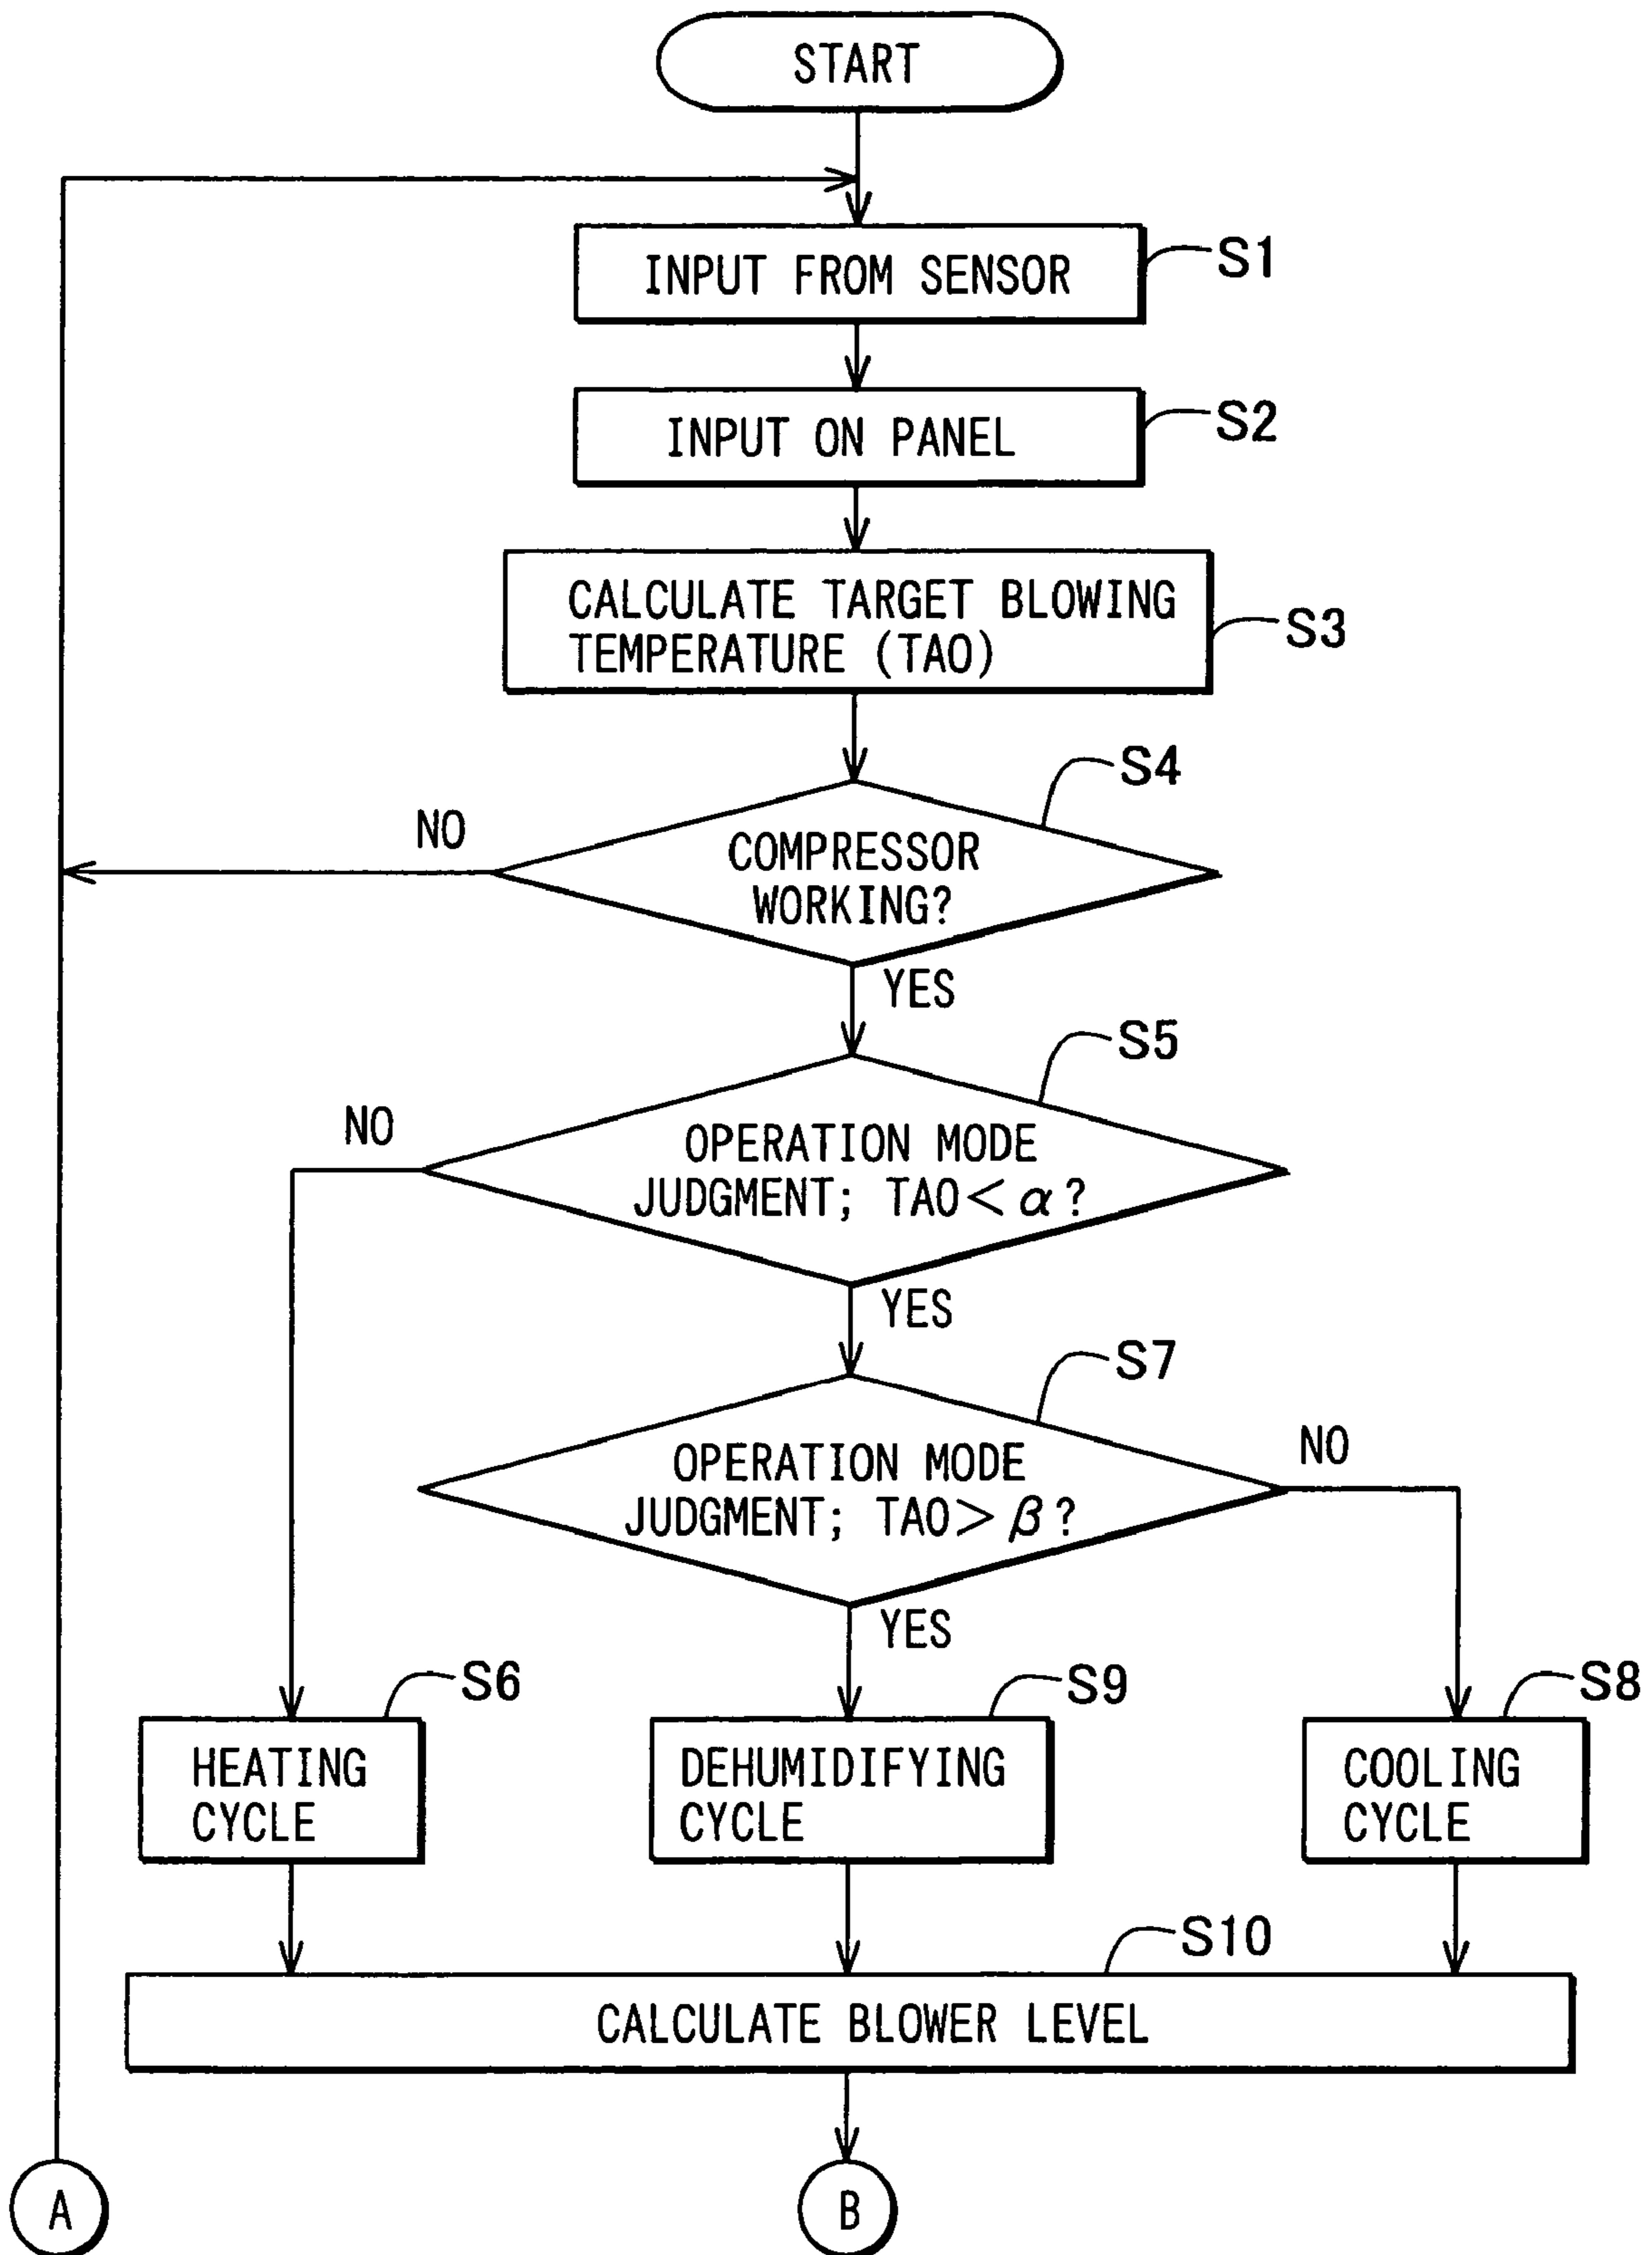 START
INPUT FROM SENSOR
S1
INPUT ON PANEL
S2
CALCULATE TARGET BLOWING
TEMPERATURE (TAO)
S3
S4
NO
COMPRESSOR
WORKING?
YES
S5
NO
OPERATION MODE
JUDGMENT; TAO < α ?
YES
S7
NO
OPERATION MODE
JUDGMENT; TAO > β ?
YES
S6
S9
S8
HEATING
CYCLE
DEHUMIDIFYING
CYCLE
COOLING
CYCLE
S10
CALCULATE BLOWER LEVEL
A
B